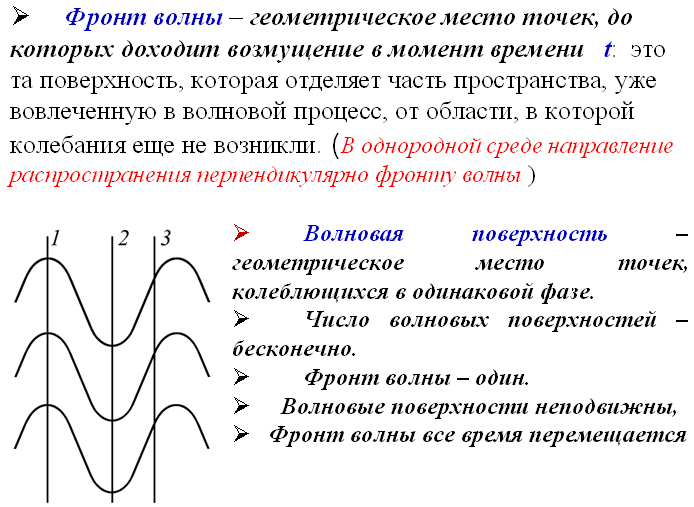 ➢ Фронт волны – геометрическое место точек, до
которых доходит возмущение в момент времени t: это
та поверхность, которая отделяет часть пространства, уже
вовлеченную в волновой процесс, от области, в которой
колебания еще не возникли. (В однородной среде направление
распространения перпендикулярно фронту волны )
1 2 3
➢ Волновая поверхность –
геометрическое место точек,
колеблющихся в одинаковой фазе.
➢ Число волновых поверхностей –
бесконечно.
➢ Фронт волны – один.
➢ Волновые поверхности неподвижны,
➢ Фронт волны все время перемещается